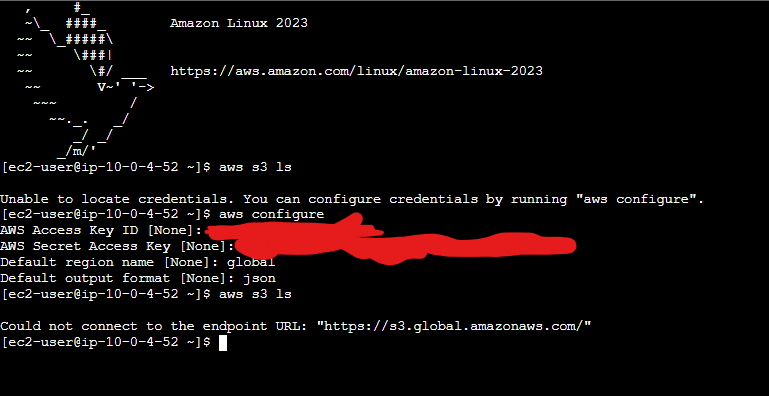 Amazon Linux 2023
https://aws.amazon.com/linux/amazon-linux-2023
[ec2-user@ip-10-0-4-52 ~]$ aws s3 ls
Unable to locate credentials. You can configure credentials by running "aws configure".
[ec2-user@ip-10-0-4-52 ~]$ aws configure
AWS Access Key ID [None]:
AWS Secret Access Key [None]:
Default region name [None]: global
Default output format [None]: json
[ec2-user@ip-10-0-4-52 ~]$ aws s3 ls
Could not connect to the endpoint URL: "https://s3.global.amazonaws.com/"
[ec2-user@ip-10-0-4-52 ~]$